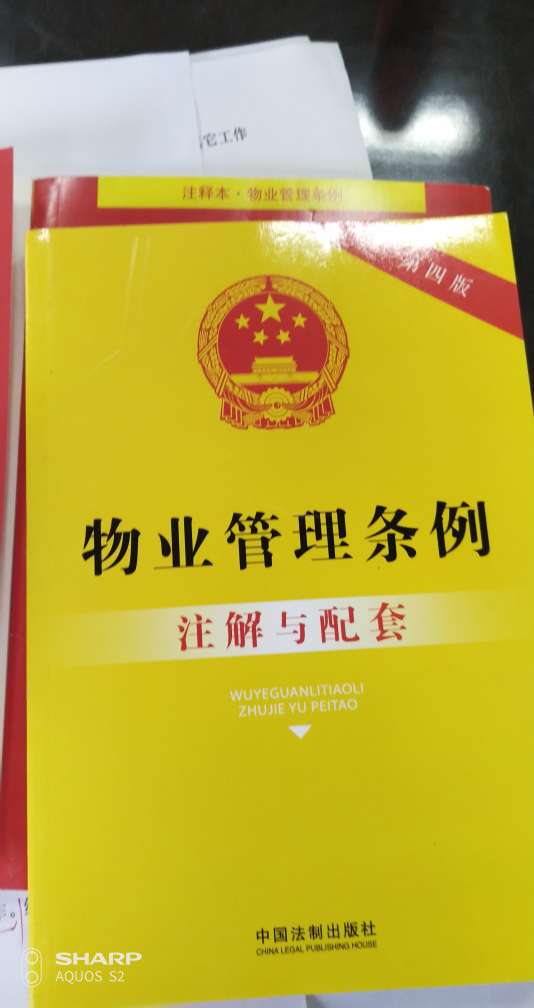 它工作
注释本·物业管理条例
第四版
物业管理条例
注解与配套
WUYEGUANLITIAOLI
ZHUJIE YU PEITAO
中国法制出版社
CHINA LEGAL PUBLISHING HOUSE
SHARP
AQUOS S2